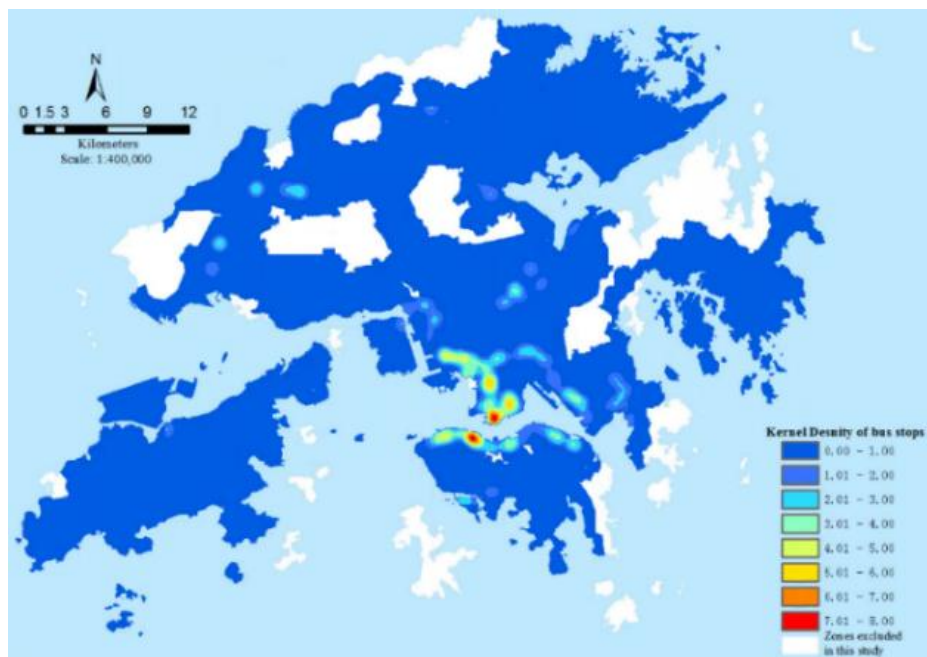 N
0 1.5 3 6 9 12
Kilometers
Scale: 1:400,000
Kernel Desnuity of bus stops
0.00 - 1.00
1.01 - 2.00
2.01 - 3.00
3.01 - 4.00
4.01 - 5.00
5.01 - 6.00
6.01 - 7.00
7.01 - 8.00
Zones excluded
in this study